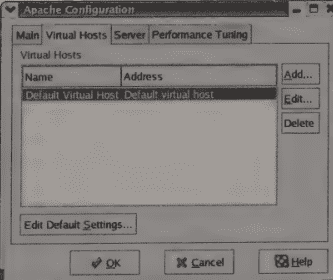 Apache Configuration
Main Virtual Hosts Server Performance Tuning
Virtual Hosts
Name Address
Default Virtual Host Default virtual host
Add...
Edit...
Delete
Edit Default Settings...
OK Cancel Help